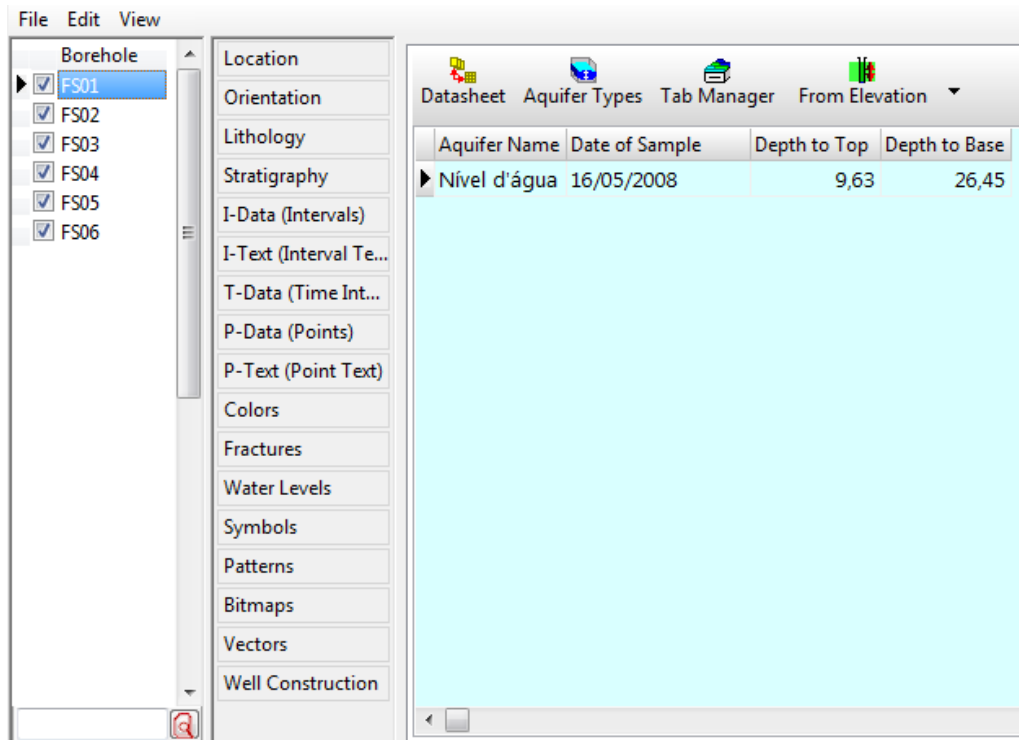 File Edit View
Borehole
FS01
FS02
FS03
FS04
FS05
FS06
Location
Orientation
Lithology
Stratigraphy
I-Data (Intervals)
I-Text (Interval Te...
T-Data (Time Int...
P-Data (Points)
P-Text (Point Text)
Colors
Fractures
Water Levels
Symbols
Patterns
Bitmaps
Vectors
Well Construction
Datasheet Aquifer Types Tab Manager From Elevation
Aquifer Name Date of Sample Depth to Top Depth to Base
Nível d'água 16/05/2008 9,63 26,45